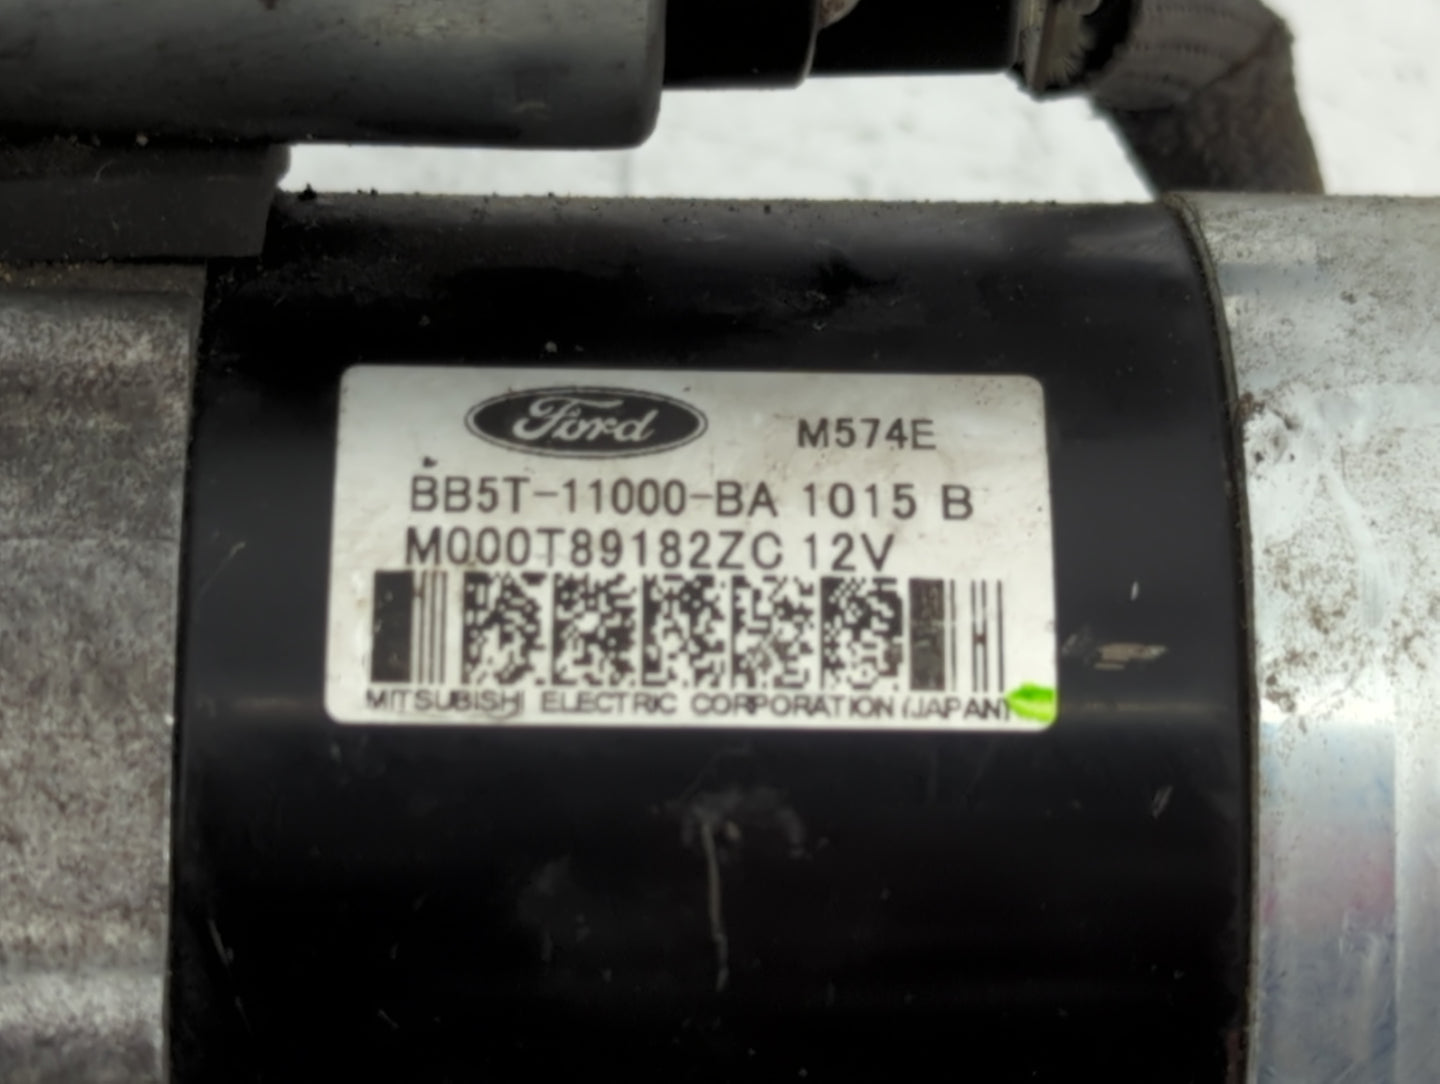 Ford M574E
BB5T-11000-BA 1015 B
M000T89182ZC 12V
MITSUBISHI ELECTRIC CORPORATION (JAPAN)